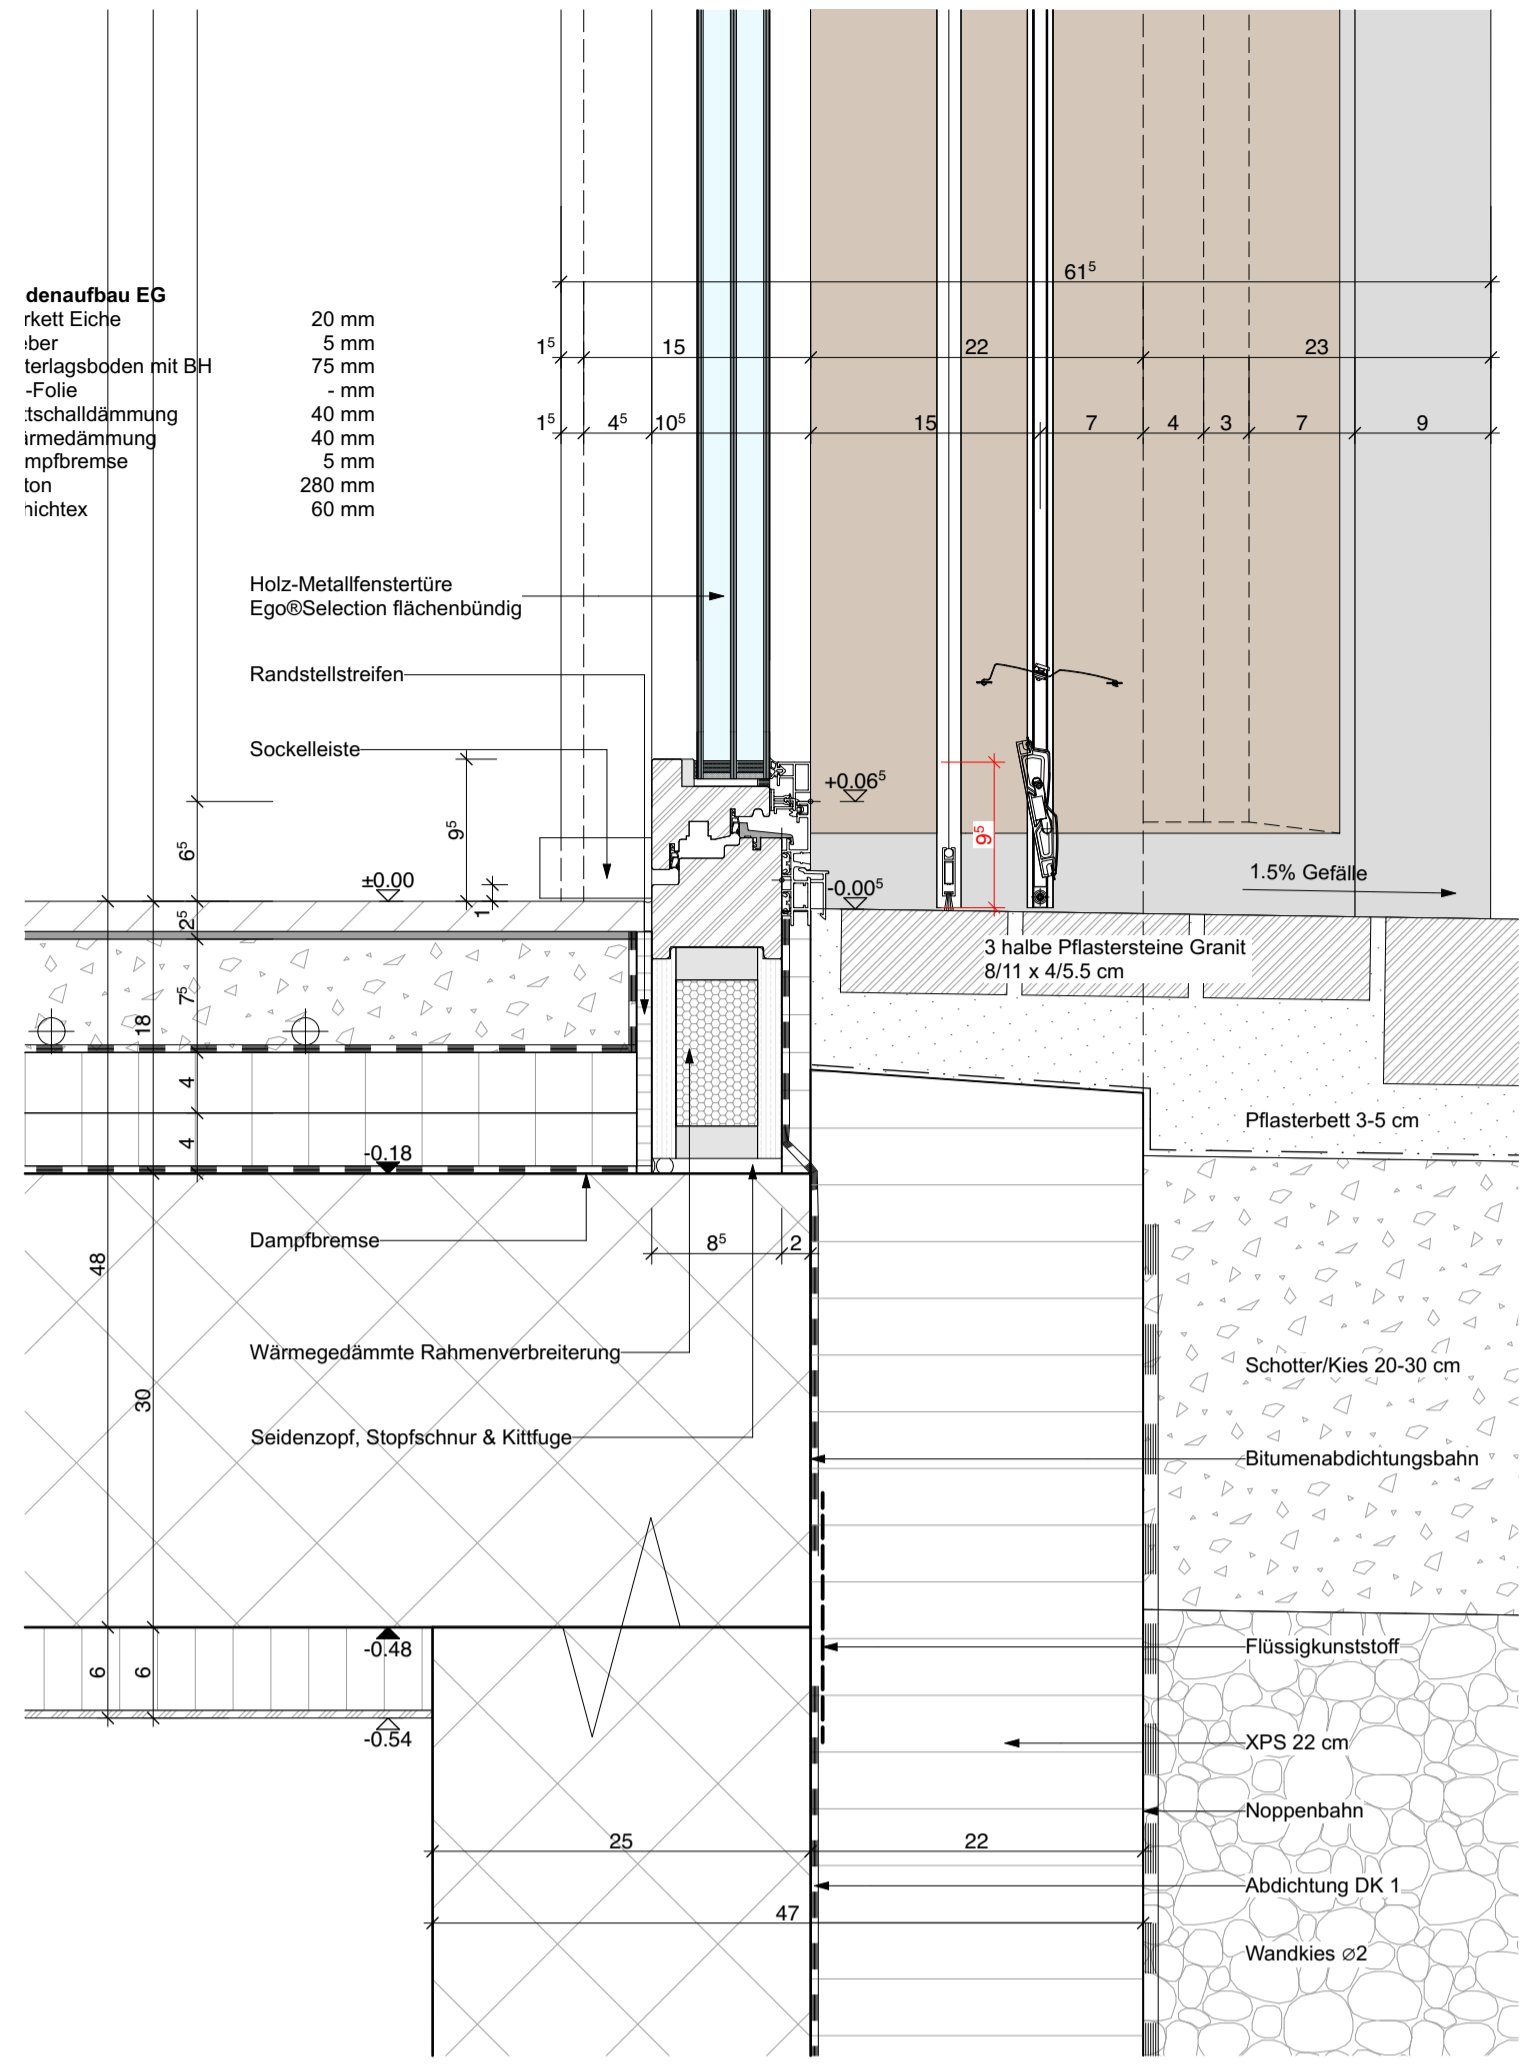 61⁵
denaufbau EG
rkett Eiche 20 mm
ber 5 mm
terlagsboden mit BH 75 mm
-Folie - mm
tschalldämmung 40 mm
ärmedämmung 40 mm
mpfbremse 5 mm
ton 280 mm
hichtex 60 mm
1⁵ 15 22 23
1⁵ 4⁵ 10⁵ 15 7 4 3 7 9
Holz-Metallfenstertüre
Ego®Selection flächenbündig
Randstellstreifen
Sockelleiste
+0.06⁵
9⁵
9⁵
6⁵
±0.00
-0.00⁵
1.5% Gefälle
1
2⁵
3 halbe Pflastersteine Granit
8/11 x 4/5.5 cm
7⁵
18
4
Pflasterbett 3-5 cm
4
-0.18
Dampfbremse
8⁵ 2
48
Wärmegedämmte Rahmenverbreiterung
Schotter/Kies 20-30 cm
30
Seidenzopf, Stopfschnur & Kittfuge
Bitumenabdichtungsbahn
-0.48
Flüssigkunststoff
6 6
-0.54
XPS 22 cm
Noppenbahn
25 22
Abdichtung DK 1
47
Wandkies ⌀2